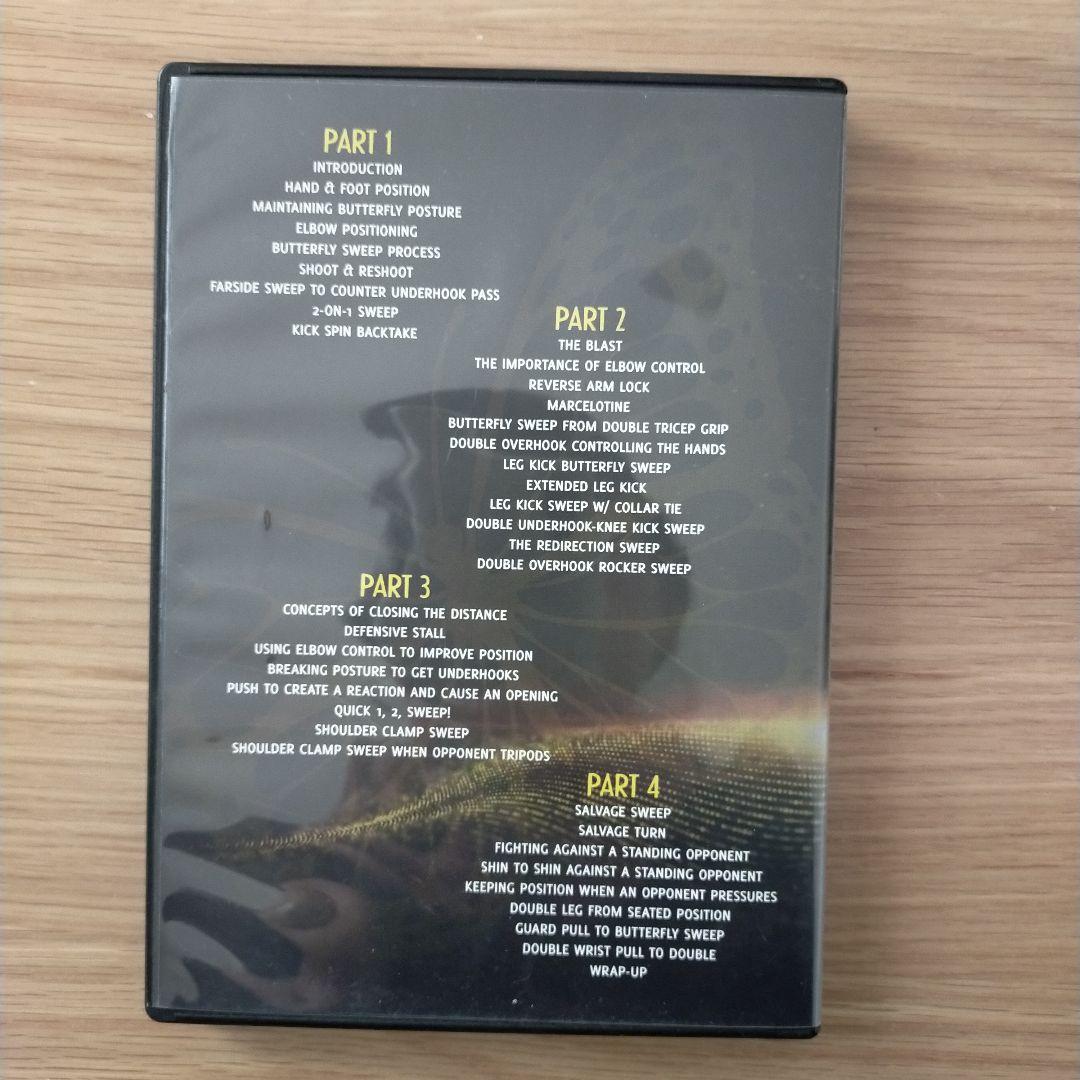 PART 1
INTRODUCTION
HAND & FOOT POSITION
MAINTAINING BUTTERFLY POSTURE
ELBOW POSITIONING
BUTTERFLY SWEEP PROCESS
SHOOT & RESHOOT
FARSIDE SWEEP TO COUNTER UNDERHOOK PASS
2-ON-1 SWEEP
KICK SPIN BACKTAKE
PART 2
THE BLAST
THE IMPORTANCE OF ELBOW CONTROL
REVERSE ARM LOCK
MARCELOTINE
BUTTERFLY SWEEP FROM DOUBLE TRICEP GRIP
DOUBLE OVERHOOK CONTROLLING THE HANDS
LEG KICK BUTTERFLY SWEEP
EXTENDED LEG KICK
LEG KICK SWEEP W/ COLLAR TIE
DOUBLE UNDERHOOK-KNEE KICK SWEEP
THE REDIRECTION SWEEP
DOUBLE OVERHOOK ROCKER SWEEP
PART 3
CONCEPTS OF CLOSING THE DISTANCE
DEFENSIVE STALL
USING ELBOW CONTROL TO IMPROVE POSITION
BREAKING POSTURE TO GET UNDERHOOKS
PUSH TO CREATE A REACTION AND CAUSE AN OPENING
QUICK 1, 2, SWEEP!
SHOULDER CLAMP SWEEP
SHOULDER CLAMP SWEEP WHEN OPPONENT TRIPODS
PART 4
SALVAGE SWEEP
SALVAGE TURN
FIGHTING AGAINST A STANDING OPPONENT
SHIN TO SHIN AGAINST A STANDING OPPONENT
KEEPING POSITION WHEN AN OPPONENT PRESSURES
DOUBLE LEG FROM SEATED POSITION
GUARD PULL TO BUTTERFLY SWEEP
DOUBLE WRIST PULL TO DOUBLE
WRAP-UP